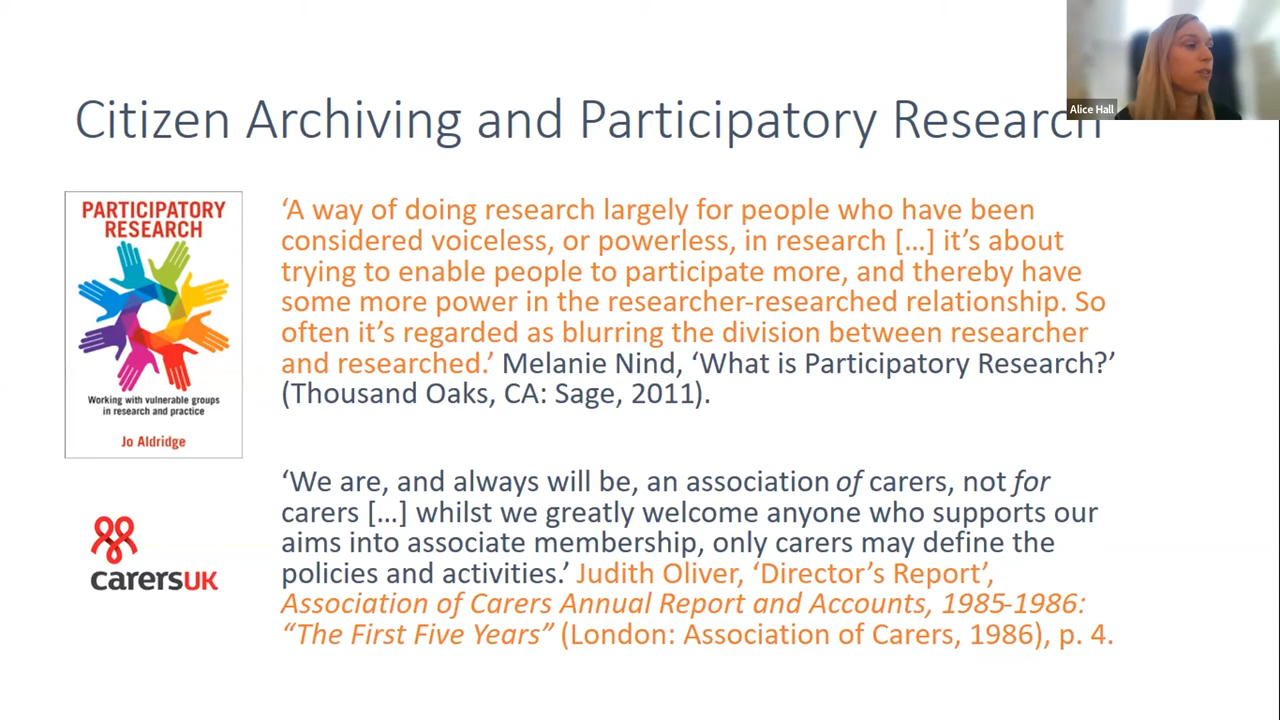 Alice Hall
Citizen Archiving and Participatory Research
PARTICIPATORY
RESEARCH
Working with vulnerable groups
in research and practice
Jo Aldridge
‘A way of doing research largely for people who have been
considered voiceless, or powerless, in research […] it’s about
trying to enable people to participate more, and thereby have
some more power in the researcher-researched relationship. So
often it’s regarded as blurring the division between researcher
and researched.’ Melanie Nind, ‘What is Participatory Research?’
(Thousand Oaks, CA: Sage, 2011).
‘We are, and always will be, an association of carers, not for
carers […] whilst we greatly welcome anyone who supports our
aims into associate membership, only carers may define the
policies and activities.’ Judith Oliver, ‘Director’s Report’,
Association of Carers Annual Report and Accounts, 1985-1986:
“The First Five Years” (London: Association of Carers, 1986), p. 4.
carersUK